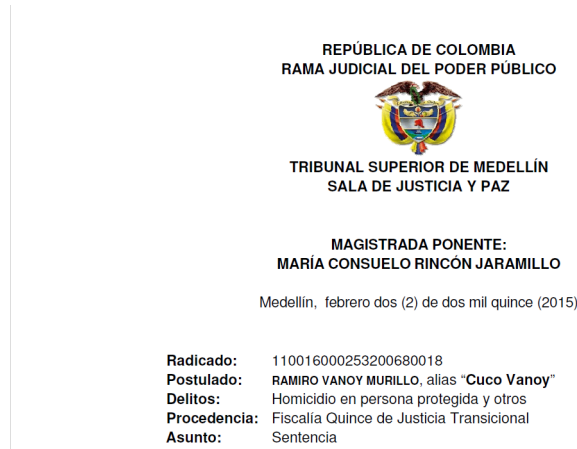 REPÚBLICA DE COLOMBIA
RAMA JUDICIAL DEL PODER PÚBLICO
TRIBUNAL SUPERIOR DE MEDELLÍN
SALA DE JUSTICIA Y PAZ
MAGISTRADA PONENTE:
MARÍA CONSUELO RINCÓN JARAMILLO
Medellín, febrero dos (2) de dos mil quince (2015)
Radicado: 110016000253200680018
Postulado: RAMIRO VANOY MURILLO, alias “Cuco Vanoy”
Delitos: Homicidio en persona protegida y otros
Procedencia: Fiscalía Quince de Justicia Transicional
Asunto: Sentencia